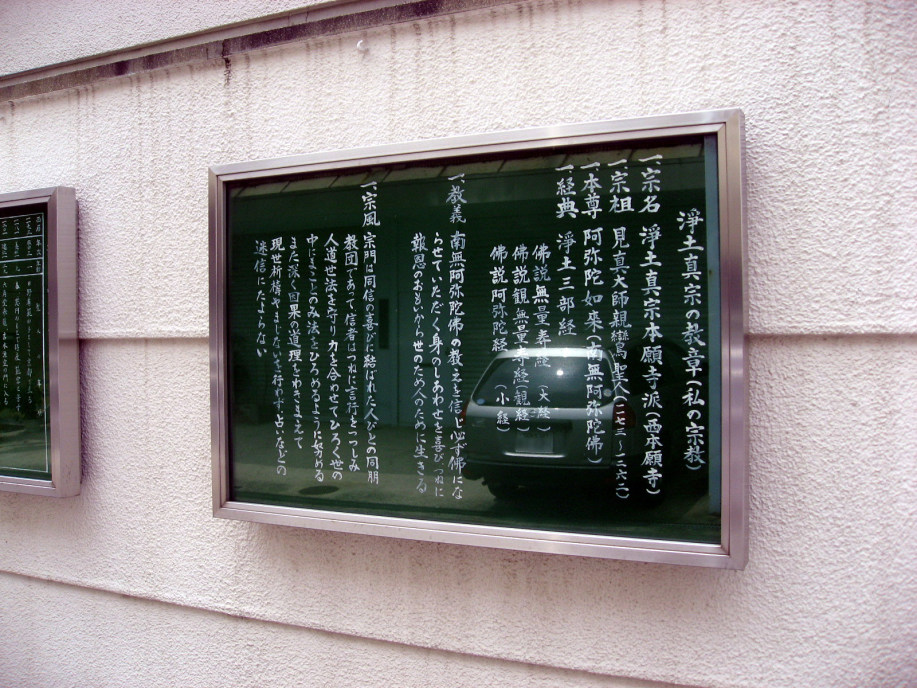 淨土真宗の教章(私の宗教)
一、宗名 淨土真宗本願寺派(西本願寺)
一、宗祖 見真大師親鸞聖人(一一七三―一二六二)
一、本尊 阿弥陀如来(南無阿弥陀佛)
一、経典 淨土三部経
佛説無量寿経(大経)
佛説観無量寿経(観経)
佛説阿弥陀経(小経)
一、教義 南無阿弥陀佛の教えを信じ必ず佛にな
らせていただく身のしあわせを喜びつねに
報恩のおもいから世のため人のために生きる
一、宗風 宗門は同信の喜びに結ばれた人びとの同朋
教団であって信者はつねに言行をつつしみ
人道世法を守り力を合わせてひろく世の
中にまことのみ法をひろめるように努める
また深く因果の道理をわきまえて
現世祈祷やまじないを行わず占いなどの
迷信にたよらない